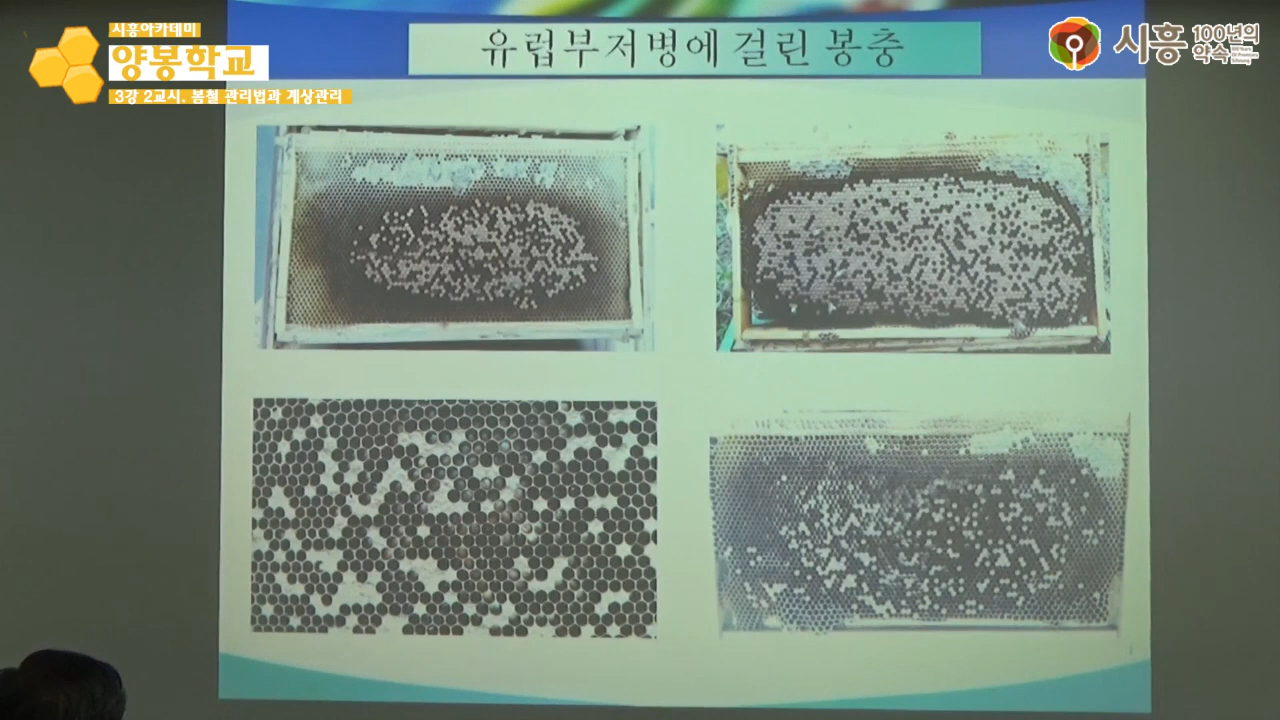 시흥아카데미
양봉학교
3강 2교시. 봄철 관리법과 계상관리
유럽부저병에 걸린 봉충
시흥 100년의
약속